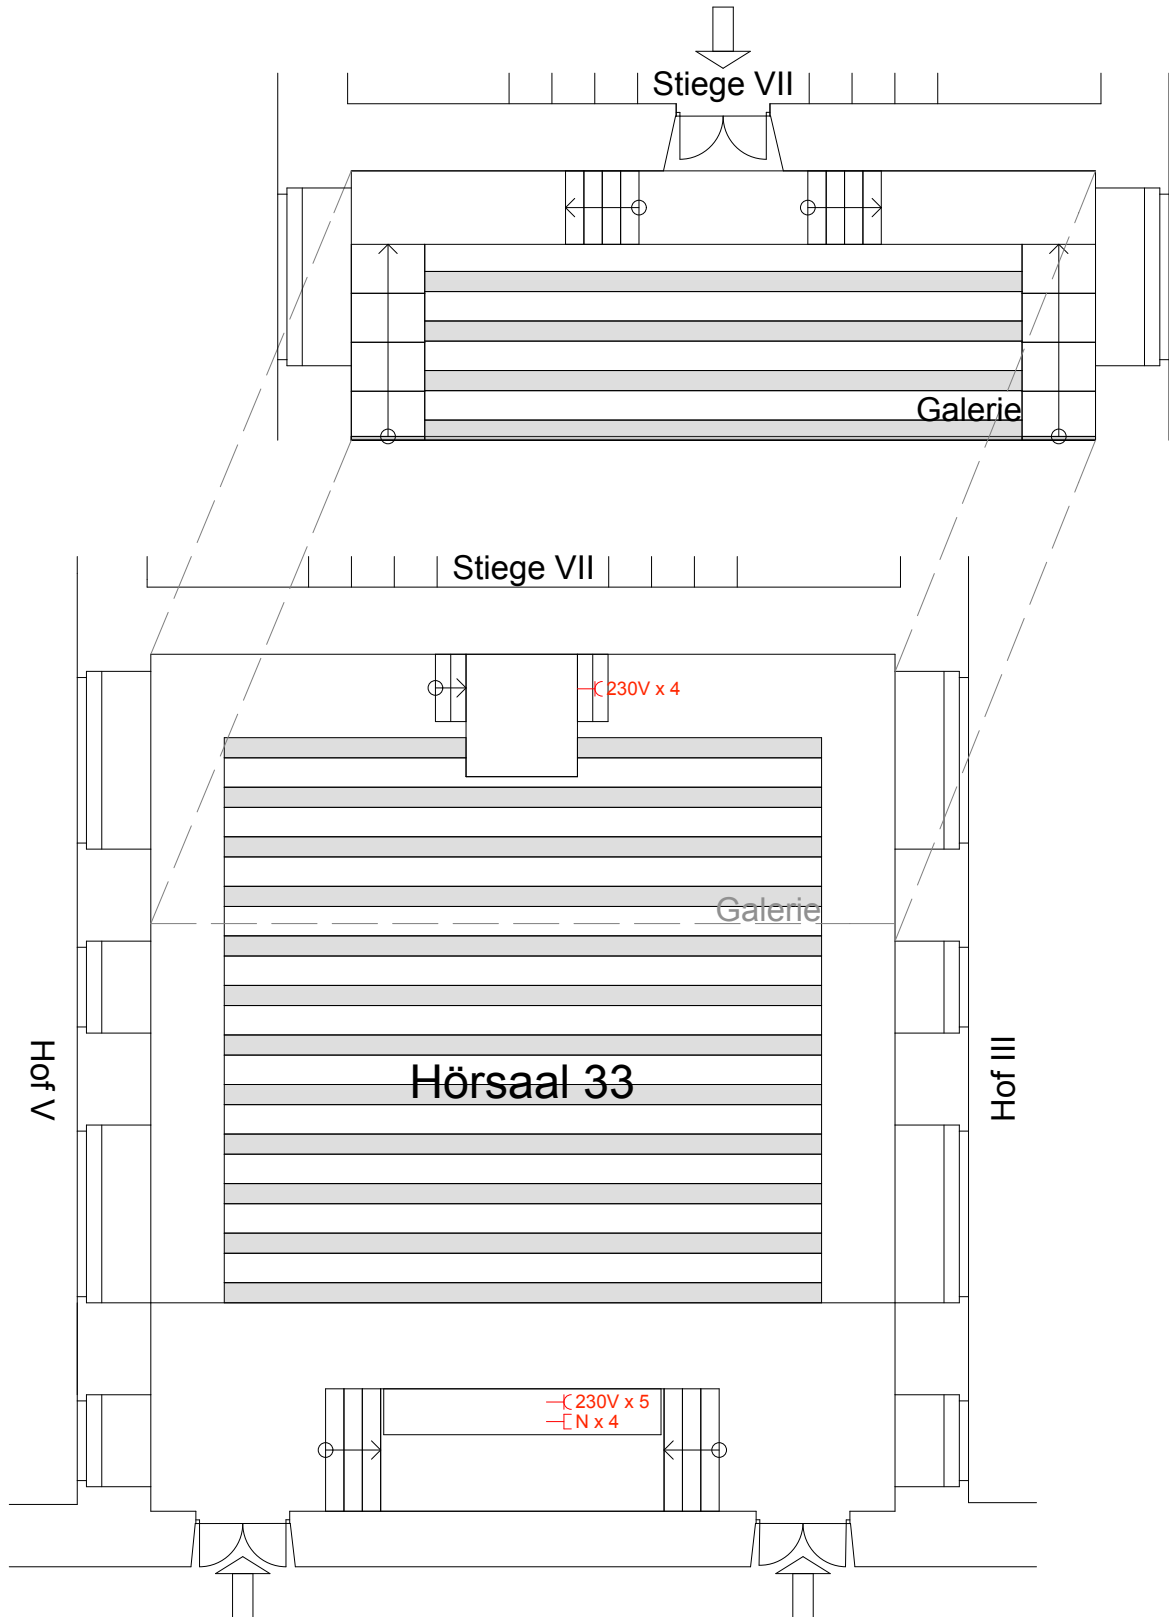 Stiege VII
Galerie
Stiege VII
230V x 4
Galerie
Hof V
Hörsaal 33
Hof III
230V x 5
N x 4